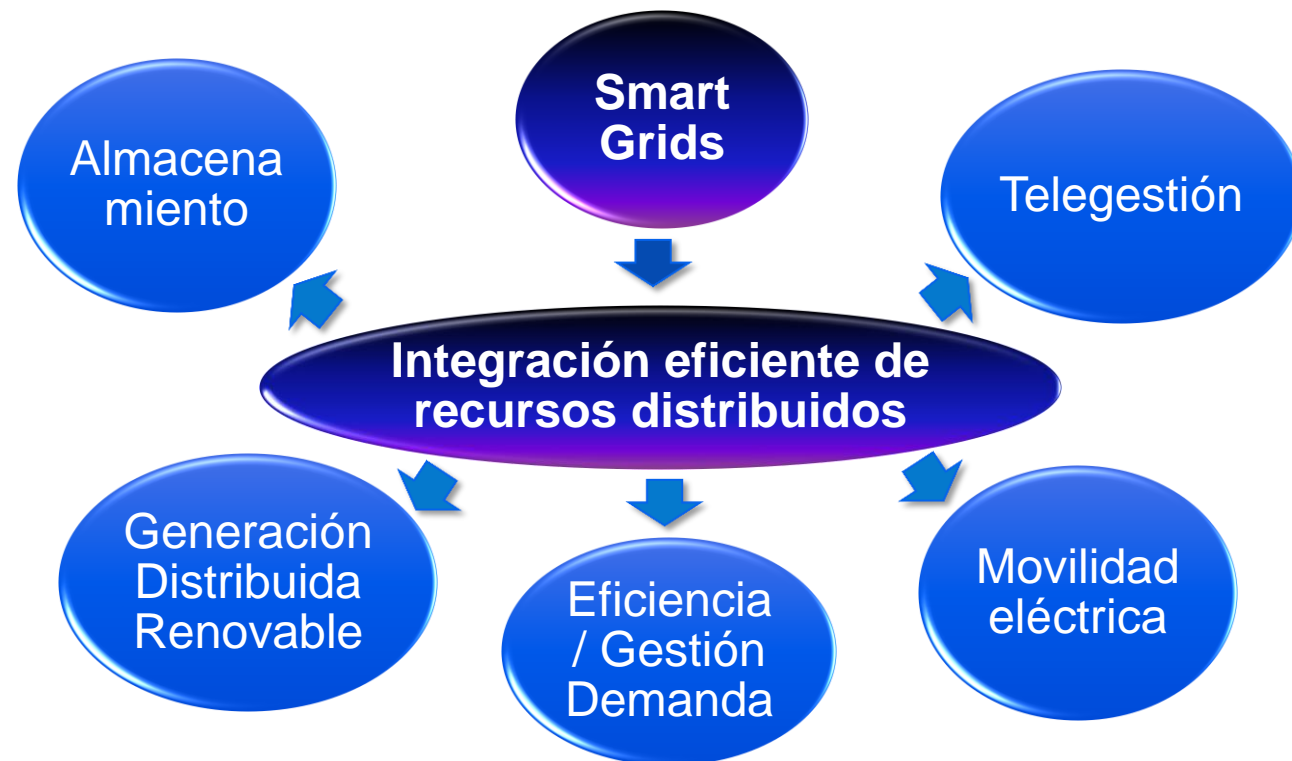 Smart
Grids
Almacena
miento
Telegestión
Integración eficiente de
recursos distribuidos
Generación
Distribuida
Renovable
Eficiencia
/ Gestión
Demanda
Movilidad
eléctrica